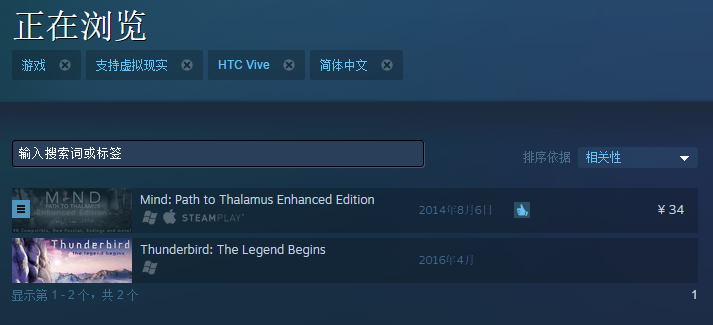 正在浏览
游戏 支持虚拟现实 HTC Vive 简体中文
输入搜索词或标签
排序依据 相关性
MIND
PATH TO THALAMUS
Enhanced Edition
Mind: Path to Thalamus Enhanced Edition
STEAMPLAY
2014年8月6日
¥ 34
Thunderbird
the legend begins
Thunderbird: The Legend Begins
2016年4月
显示第 1 - 2 个，共 2 个
1